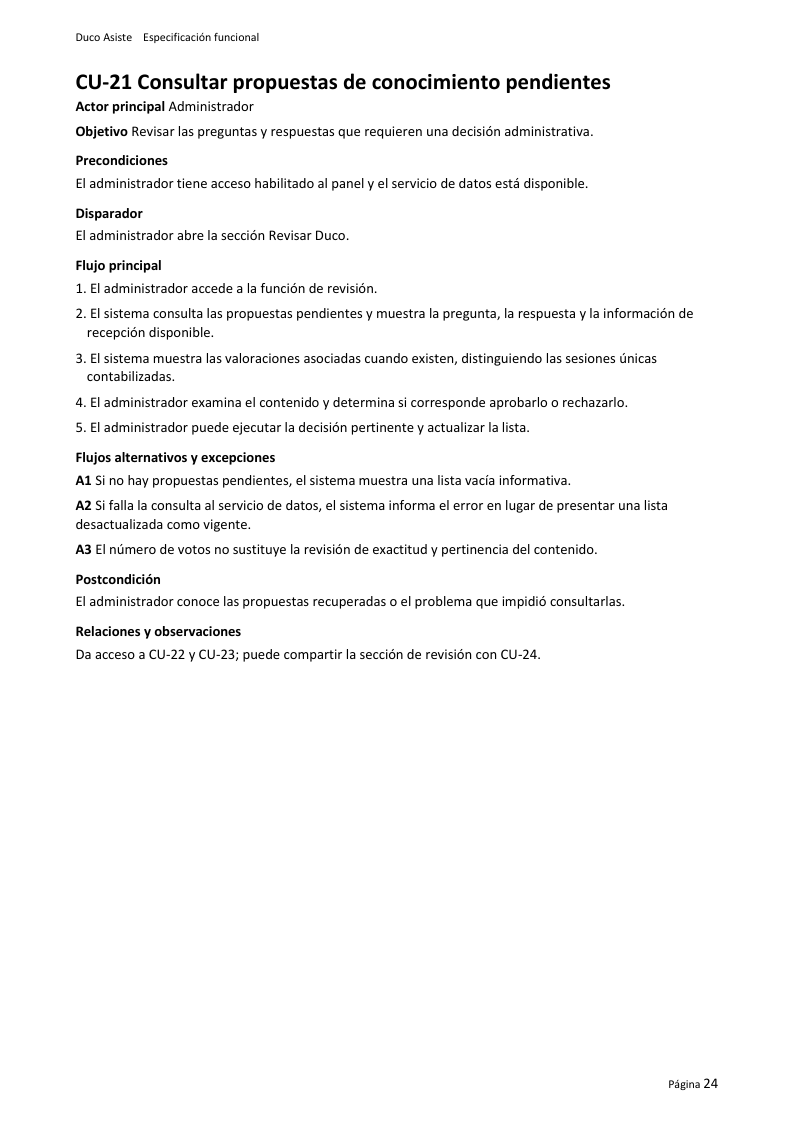 Duco Asiste Especificación funcional
CU-21 Consultar propuestas de conocimiento pendientes
Actor principal Administrador
Objetivo Revisar las preguntas y respuestas que requieren una decisión administrativa.
Precondiciones
El administrador tiene acceso habilitado al panel y el servicio de datos está disponible.
Disparador
El administrador abre la sección Revisar Duco.
Flujo principal
1. El administrador accede a la función de revisión.
2. El sistema consulta las propuestas pendientes y muestra la pregunta, la respuesta y la información de
recepción disponible.
3. El sistema muestra las valoraciones asociadas cuando existen, distinguiendo las sesiones únicas
contabilizadas.
4. El administrador examina el contenido y determina si corresponde aprobarlo o rechazarlo.
5. El administrador puede ejecutar la decisión pertinente y actualizar la lista.
Flujos alternativos y excepciones
A1 Si no hay propuestas pendientes, el sistema muestra una lista vacía informativa.
A2 Si falla la consulta al servicio de datos, el sistema informa el error en lugar de presentar una lista
desactualizada como vigente.
A3 El número de votos no sustituye la revisión de exactitud y pertinencia del contenido.
Postcondición
El administrador conoce las propuestas recuperadas o el problema que impidió consultarlas.
Relaciones y observaciones
Da acceso a CU-22 y CU-23; puede compartir la sección de revisión con CU-24.
Página 24